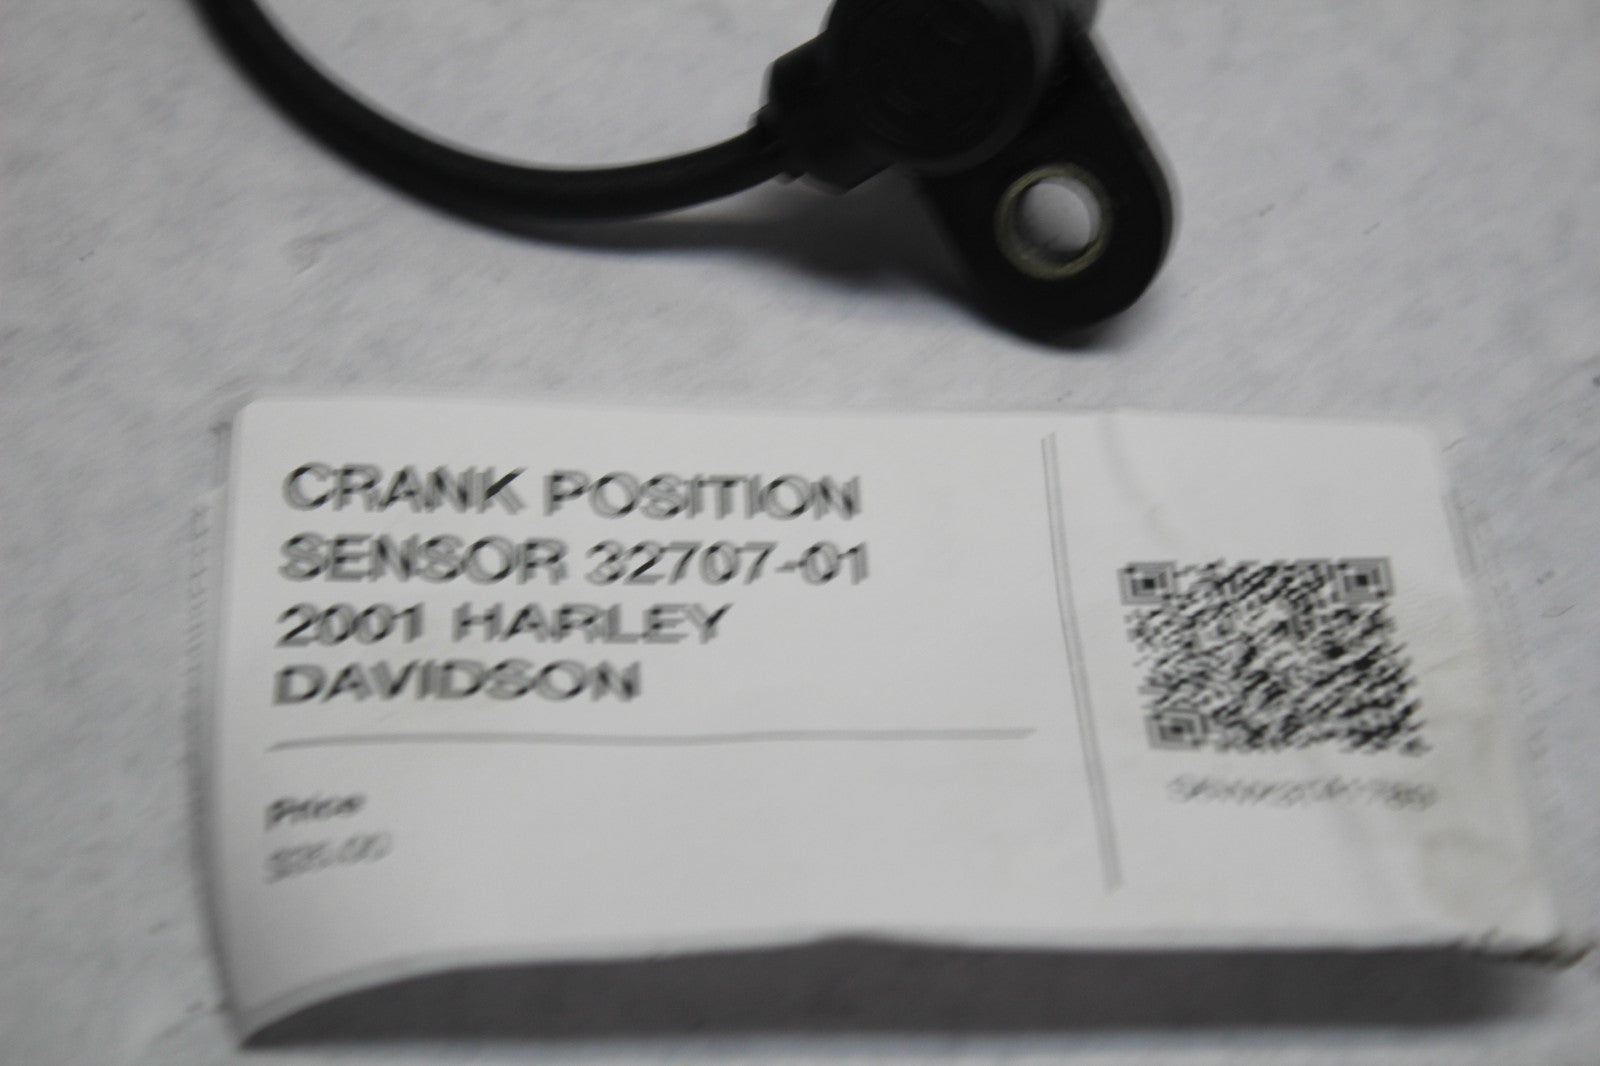 CRANK POSITION
SENSOR 32707-01
2001 HARLEY
DAVIDSON
Price